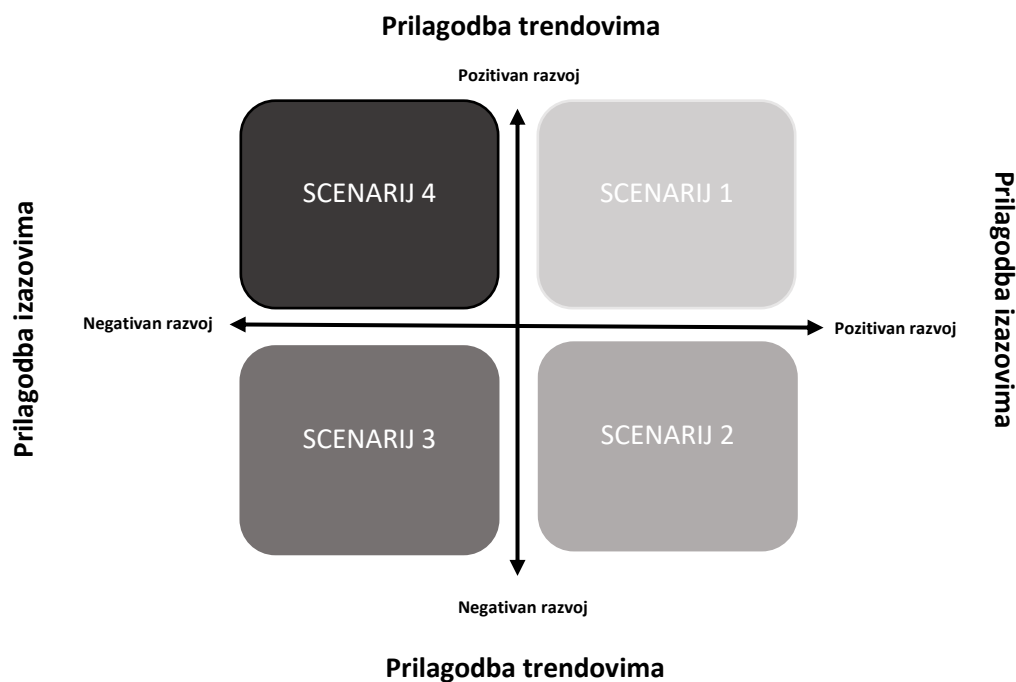 Prilagodba trendovima
Pozitivan razvoj
SCENARIJ 4
SCENARIJ 1
Prilagodba izazovima
Prilagodba izazovima
Negativan razvoj
Pozitivan razvoj
SCENARIJ 3
SCENARIJ 2
Negativan razvoj
Prilagodba trendovima